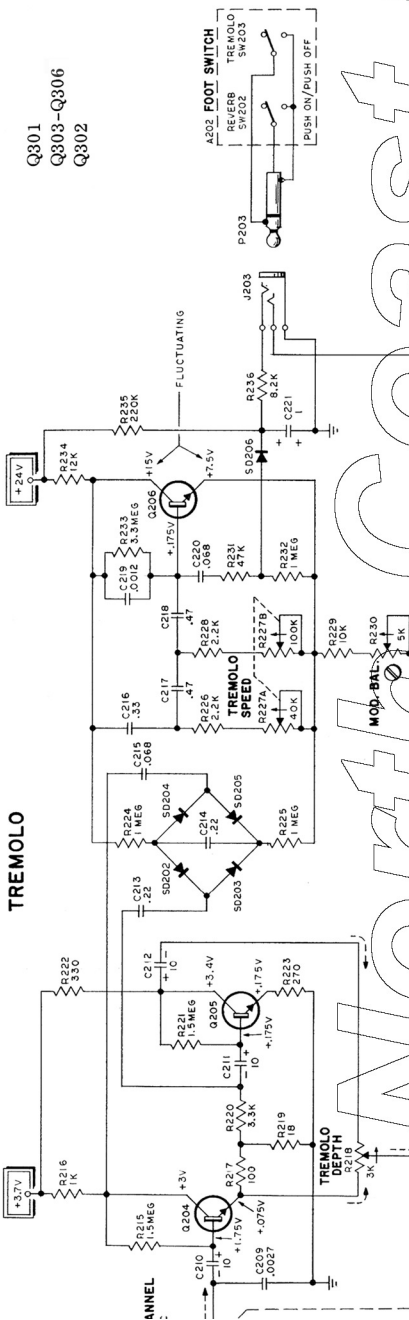 TREMOLO
Q301
Q303-Q306
Q302
A202 FOOT SWITCH
REVERB
SW202
TREMOLO
SW203
PUSH ON/PUSH OFF
P203
J203
+3.7V
R216
1K
R222
330
R215
1.5MEG
+3V
Q204
+1.75V
+.075V
C210
10
C209
.0027
R217
100
R220
3.3K
R219
18
TREMOLO
DEPTH
R218
3K
C211
10
R221
1.5MEG
C212
10
+3.4V
Q205
+.175V
+.175V
R223
270
C213
.22
SD202
SD204
C214
.22
SD203
SD205
R224
1 MEG
R225
1 MEG
C215
.068
C216
.33
C217
.47
C218
.47
R226
2.2K
R228
2.2K
TREMOLO
SPEED
R227A
40K
R227B
100K
C219
.0012
R233
3.3MEG
C220
.068
R231
47K
R232
1 MEG
+24V
R234
12K
R235
220K
+15V
Q206
+.175V
+7.5V
FLUCTUATING
SD206
R236
8.2K
C221
1
R229
10K
R230
5K
MOD BAL.
ANNEL
North Coast